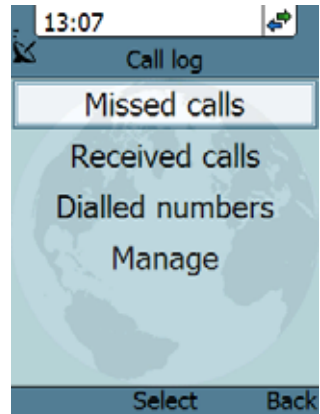 13:07
Call log
Missed calls
Received calls
Dialled numbers
Manage
Select Back